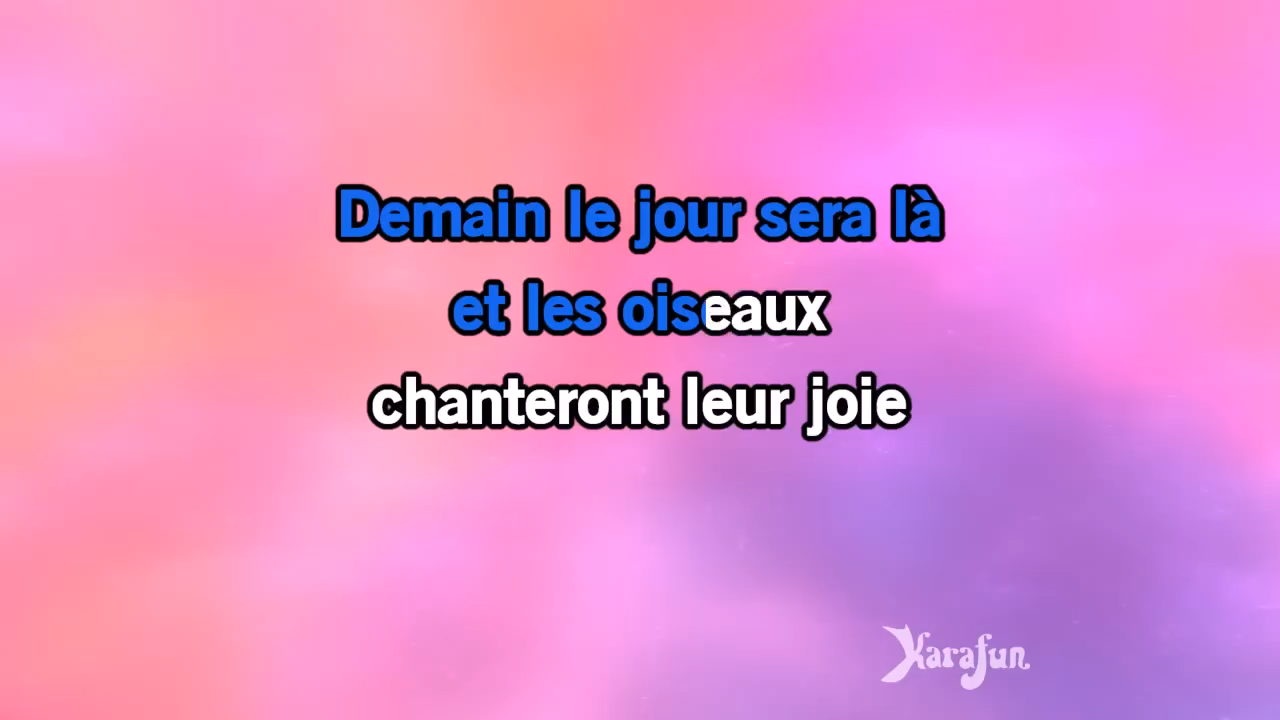 Demain le jour sera là
et les oiseaux
chanteront leur joie
Karafun